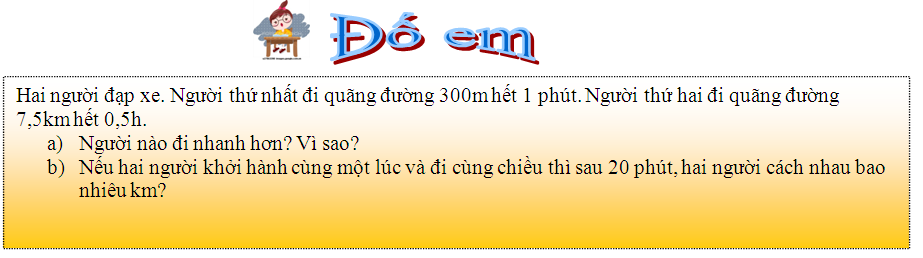 Đố em
Hai người đạp xe. Người thứ nhất đi quãng đường 300m hết 1 phút. Người thứ hai đi quãng đường
7,5km hết 0,5h.
a) Người nào đi nhanh hơn? Vì sao?
b) Nếu hai người khởi hành cùng một lúc và đi cùng chiều thì sau 20 phút, hai người cách nhau bao
nhiêu km?